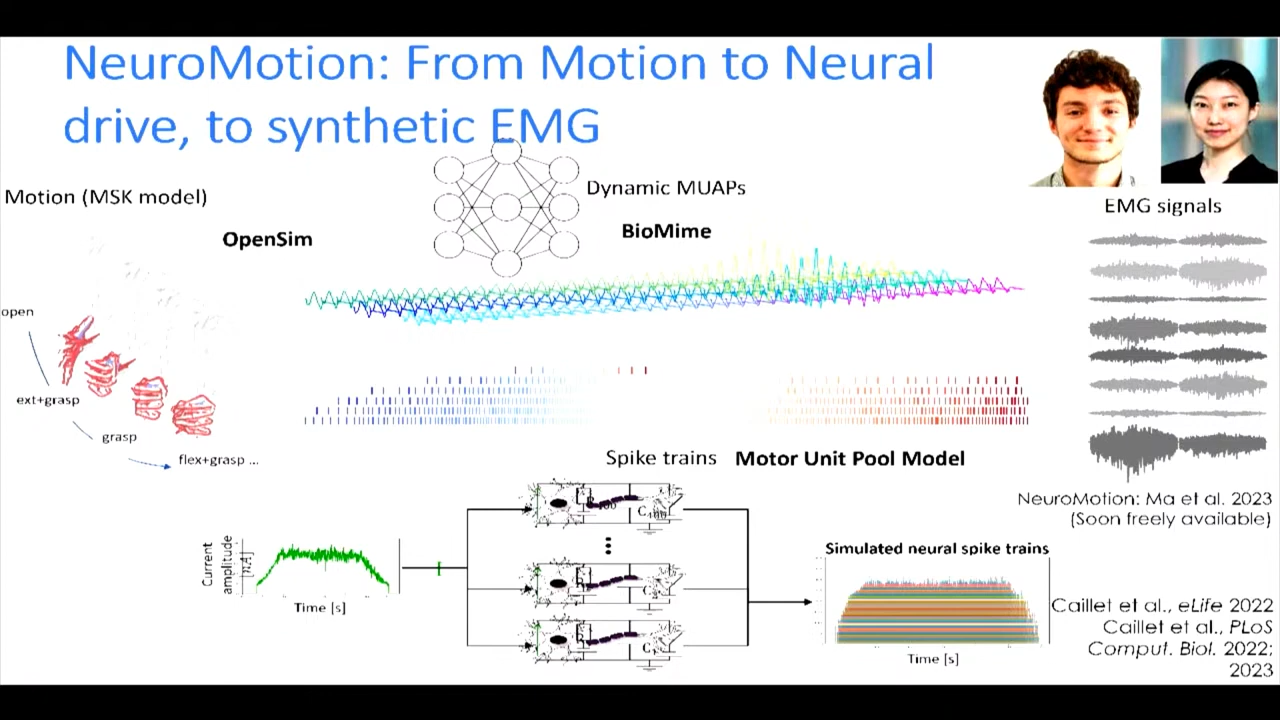 NeuroMotion: From Motion to Neural
drive, to synthetic EMG
Motion (MSK model)
OpenSim
Dynamic MUAPs
BioMime
EMG signals
open
ext+grasp
grasp
flex+grasp ...
Spike trains Motor Unit Pool Model
NeuroMotion: Ma et al. 2023
(Soon freely available)
Current
amplitude
[nA]
Time [s]
Simulated neural spike trains
Time [s]
Caillet et al., eLife 2022
Caillet et al., PLoS
Comput. Biol. 2022;
2023